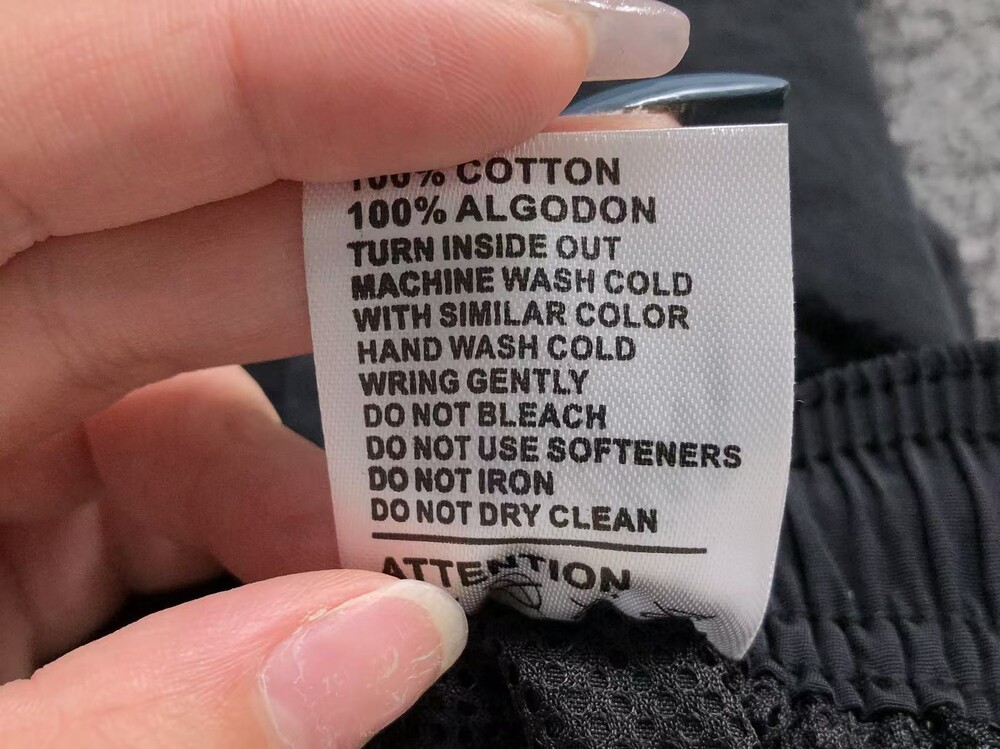 100% COTTON
100% ALGODON
TURN INSIDE OUT
MACHINE WASH COLD
WITH SIMILAR COLOR
HAND WASH COLD
WRING GENTLY
DO NOT BLEACH
DO NOT USE SOFTENERS
DO NOT IRON
DO NOT DRY CLEAN
ATTENTION